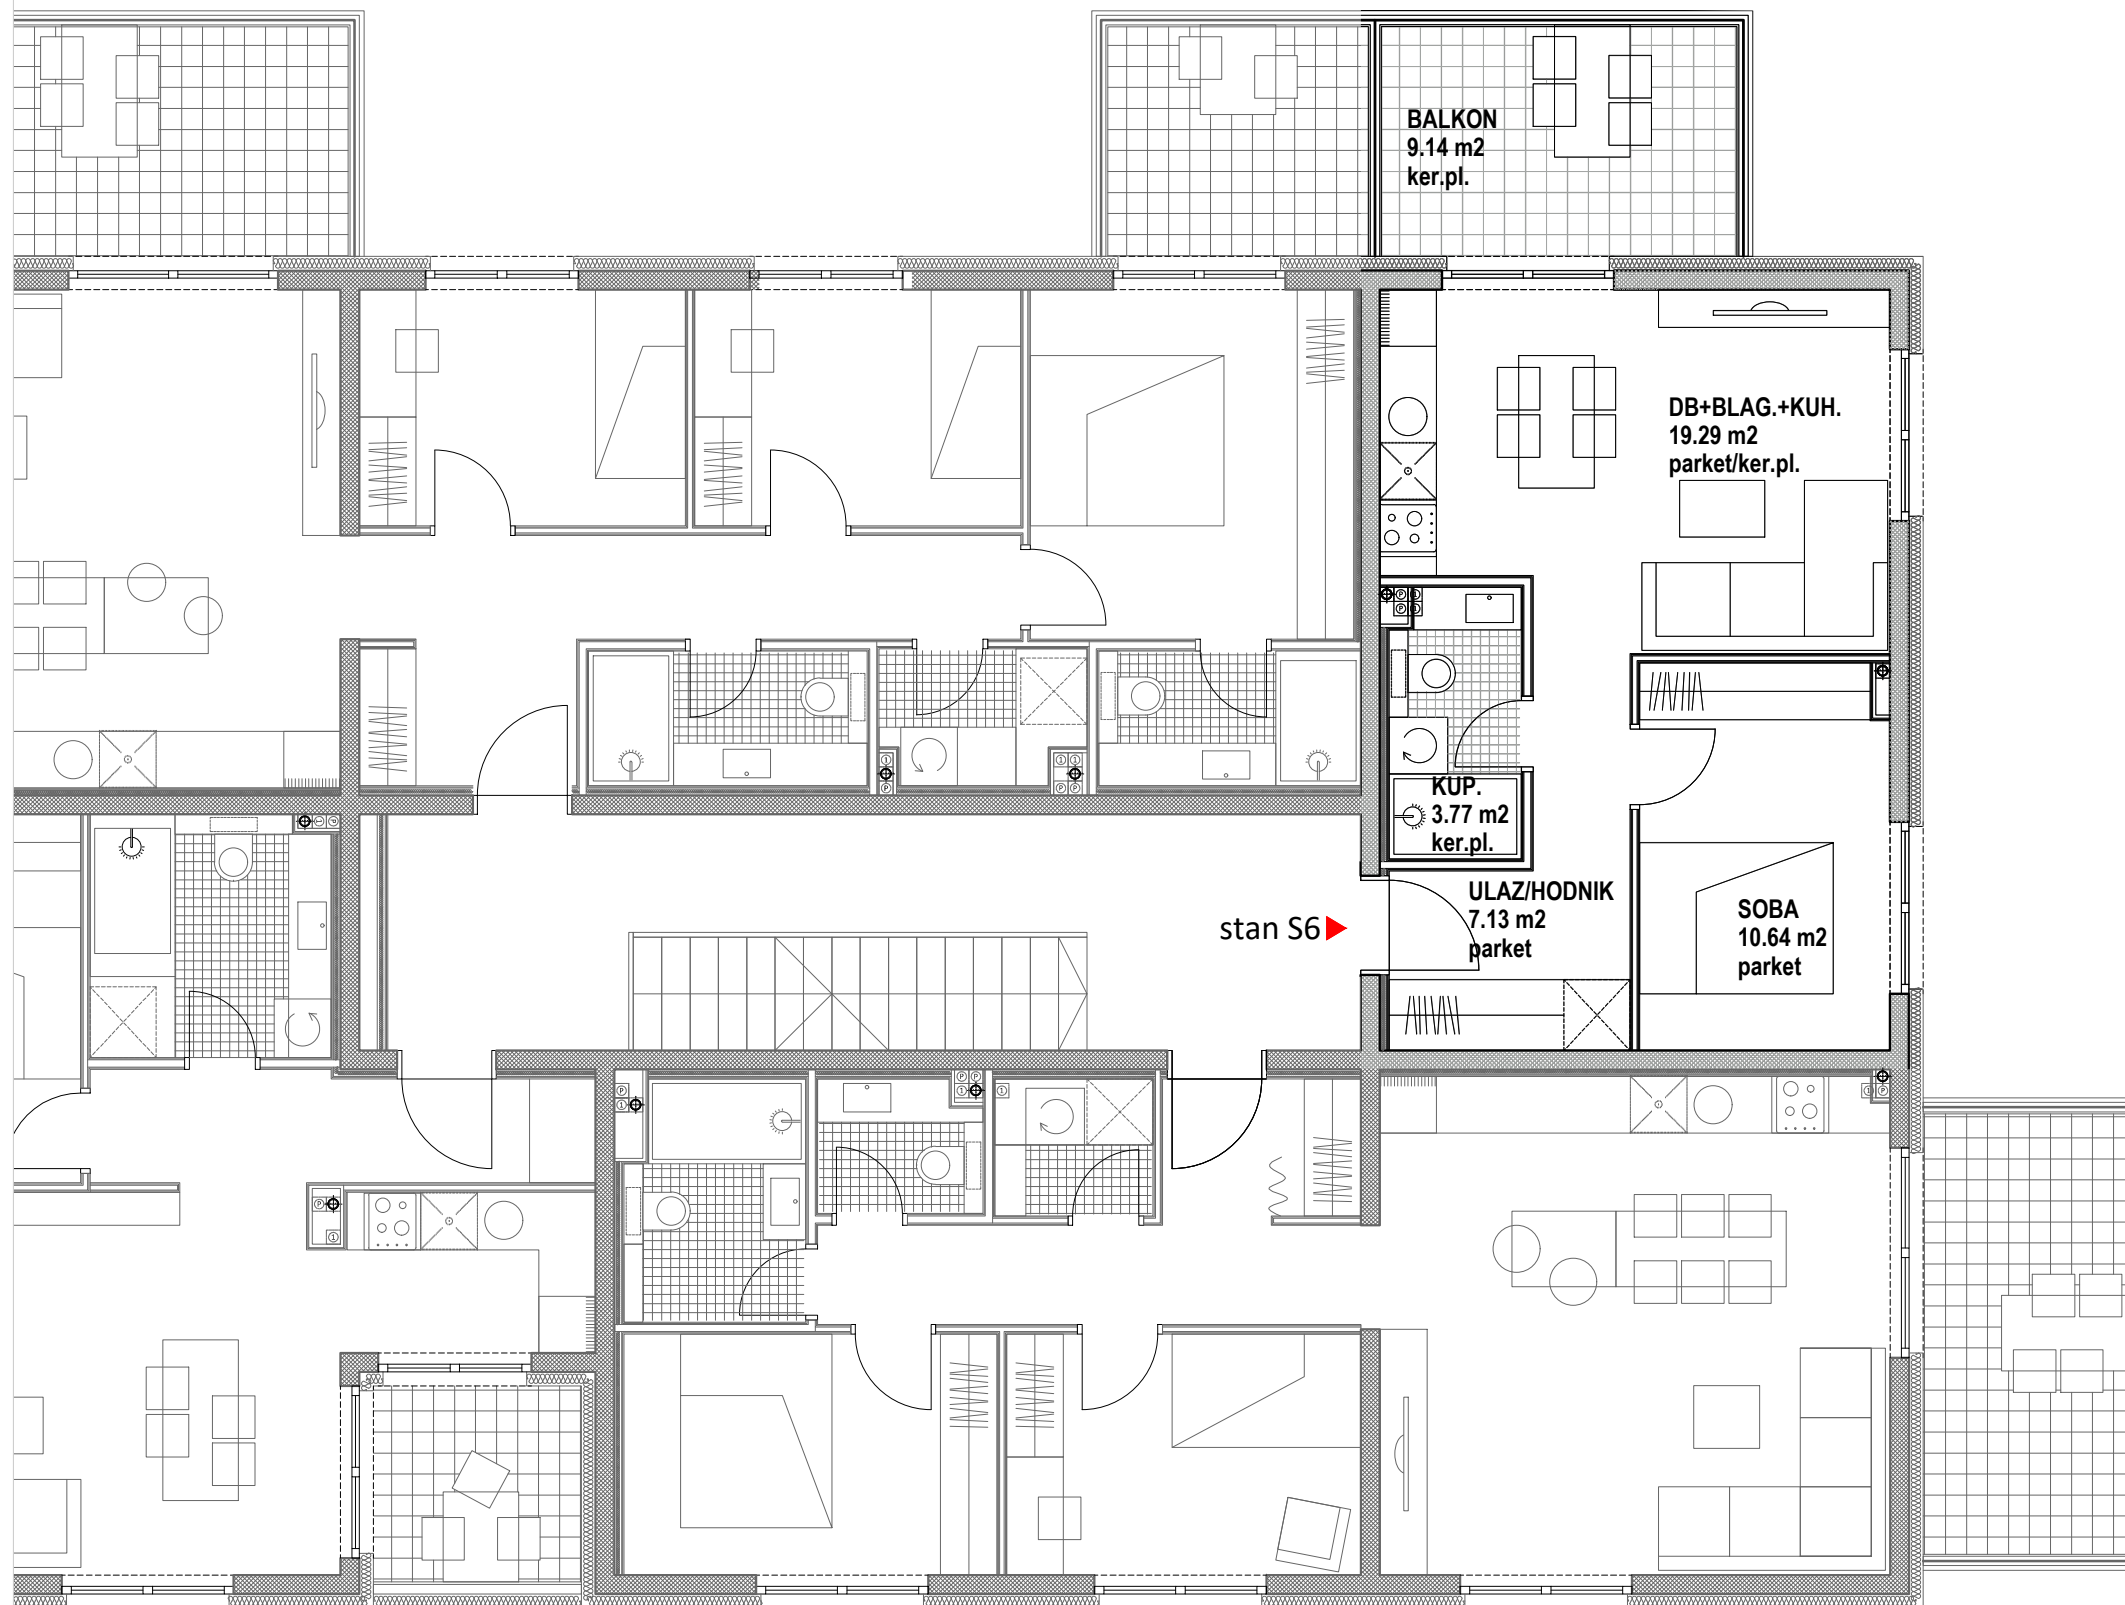 BALKON
9.14 m2
ker.pl.
DB+BLAG.+KUH.
19.29 m2
parket/ker.pl.
KUP.
3.77 m2
ker.pl.
ULAZ/HODNIK
7.13 m2
parket
stan S6
SOBA
10.64 m2
parket